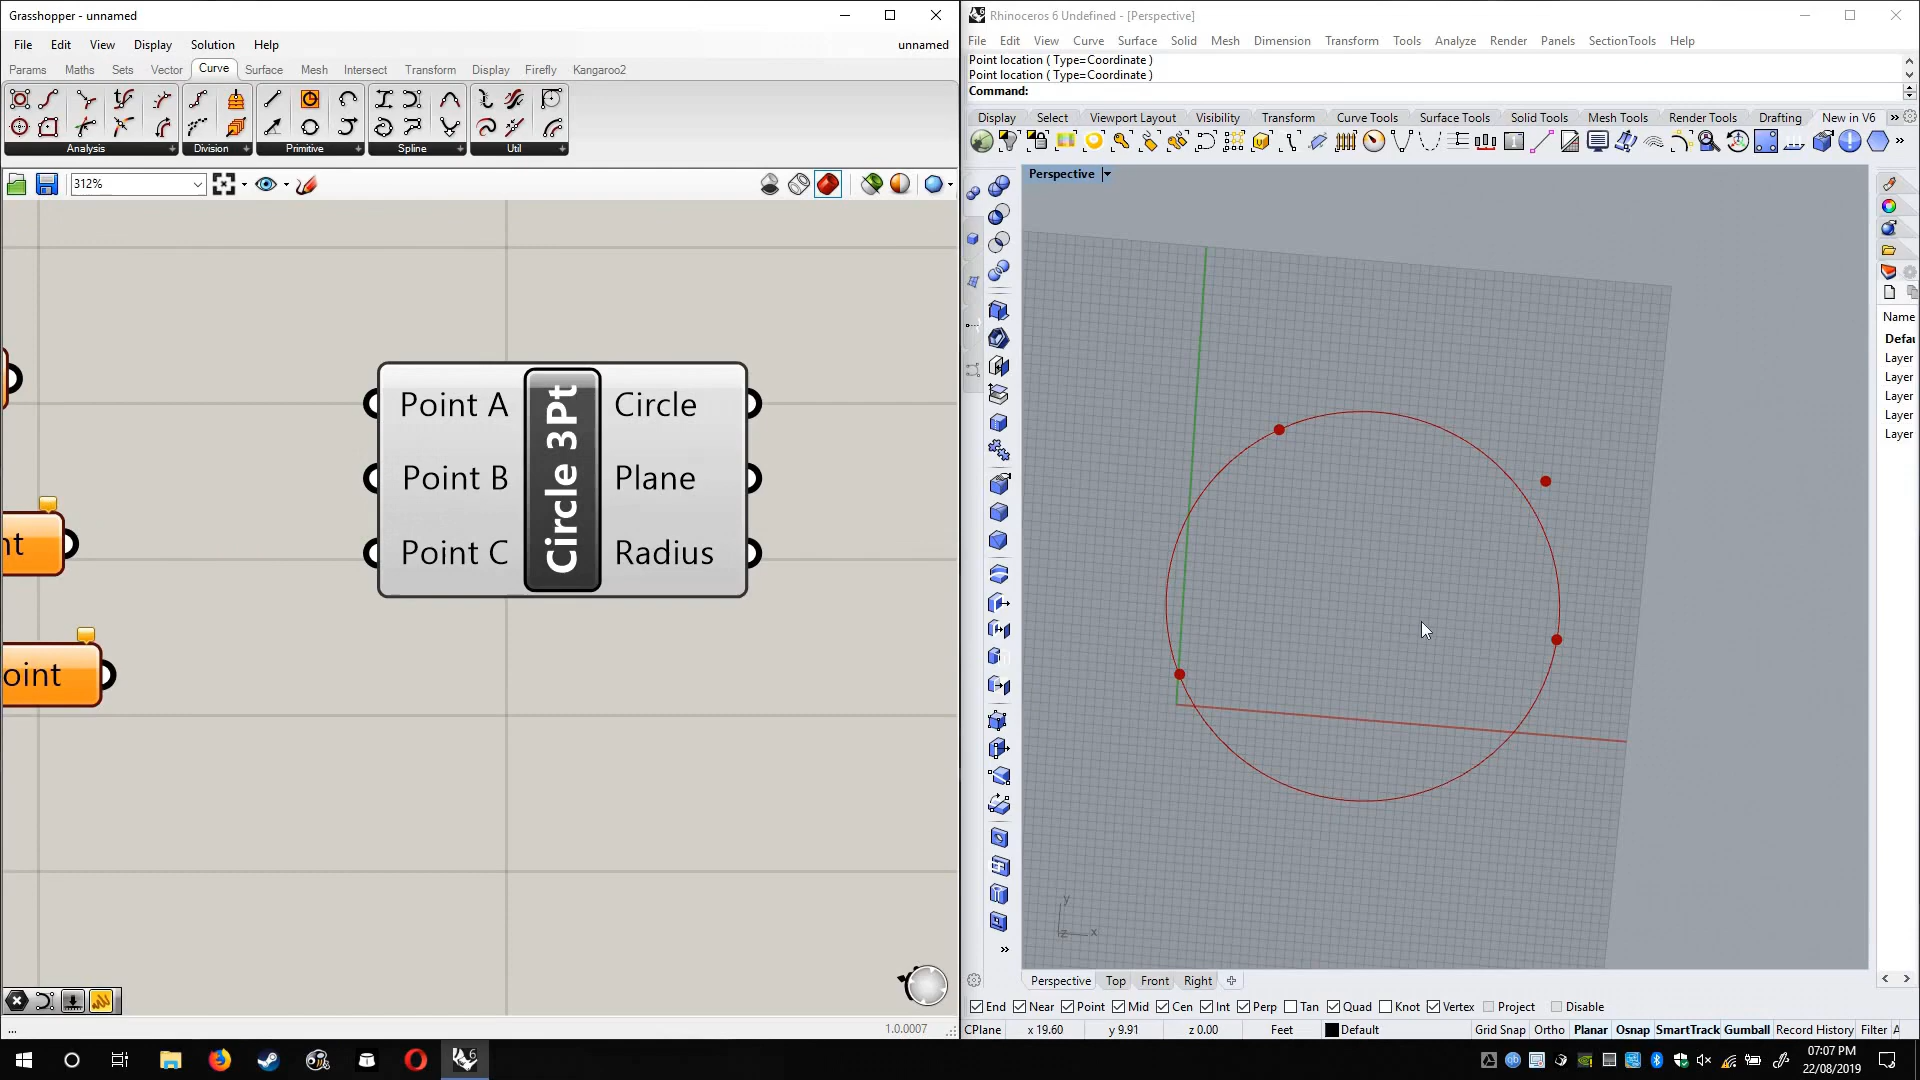 Grasshopper - unnamed
File Edit View Display Solution Help unnamed
Params Maths Sets Vector Curve Surface Mesh Intersect Transform Display Firefly Kangaroo2
Analysis Division Primitive Spline Util
312%
Point A Circle
Point B Plane
Point C Radius
Circle 3Pt
nt
oint
...
1.0.0007
Rhinoceros 6 Undefined - [Perspective]
File Edit View Curve Surface Solid Mesh Dimension Transform Tools Analyze Render Panels SectionTools Help
Point location ( Type=Coordinate )
Point location ( Type=Coordinate )
Command:
Display Select Viewport Layout Visibility Transform Curve Tools Surface Tools Solid Tools Mesh Tools Render Tools Drafting New in V6 »
Perspective
Name
Defau
Layer
Layer
Layer
Layer
Layer
y
z x
Perspective Top Front Right
End Near Point Mid Cen Int Perp Tan Quad Knot Vertex Project Disable
CPlane x 19.60 y 9.91 z 0.00 Feet Default Grid Snap Ortho Planar Osnap SmartTrack Gumball Record History Filter A
07:07 PM
22/08/2019